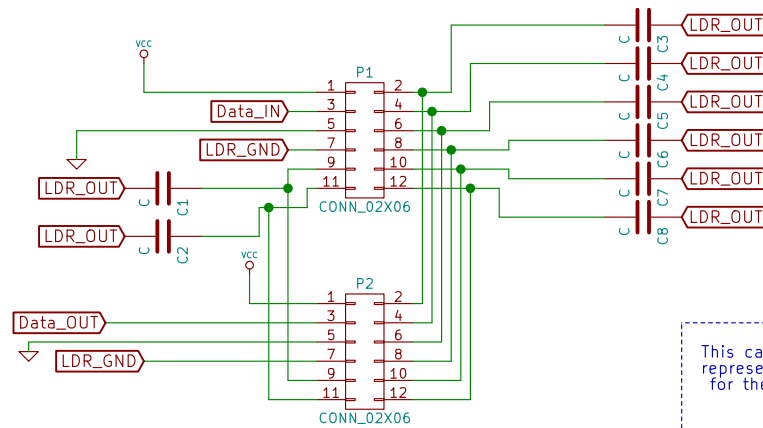 VCC
P1
1 2
Data_IN 3 4
5 6
LDR_GND 7 8
9 10
11 12
CONN_02X06
LDR_OUT C C1
LDR_OUT C C2
C C3 LDR_OUT
C C4 LDR_OUT
C C5 LDR_OUT
C C6 LDR_OUT
C C7 LDR_OUT
C C8 LDR_OUT
VCC
P2
1 2
Data_OUT 3 4
5 6
LDR_GND 7 8
9 10
11 12
CONN_02X06
This ca
represe
for the